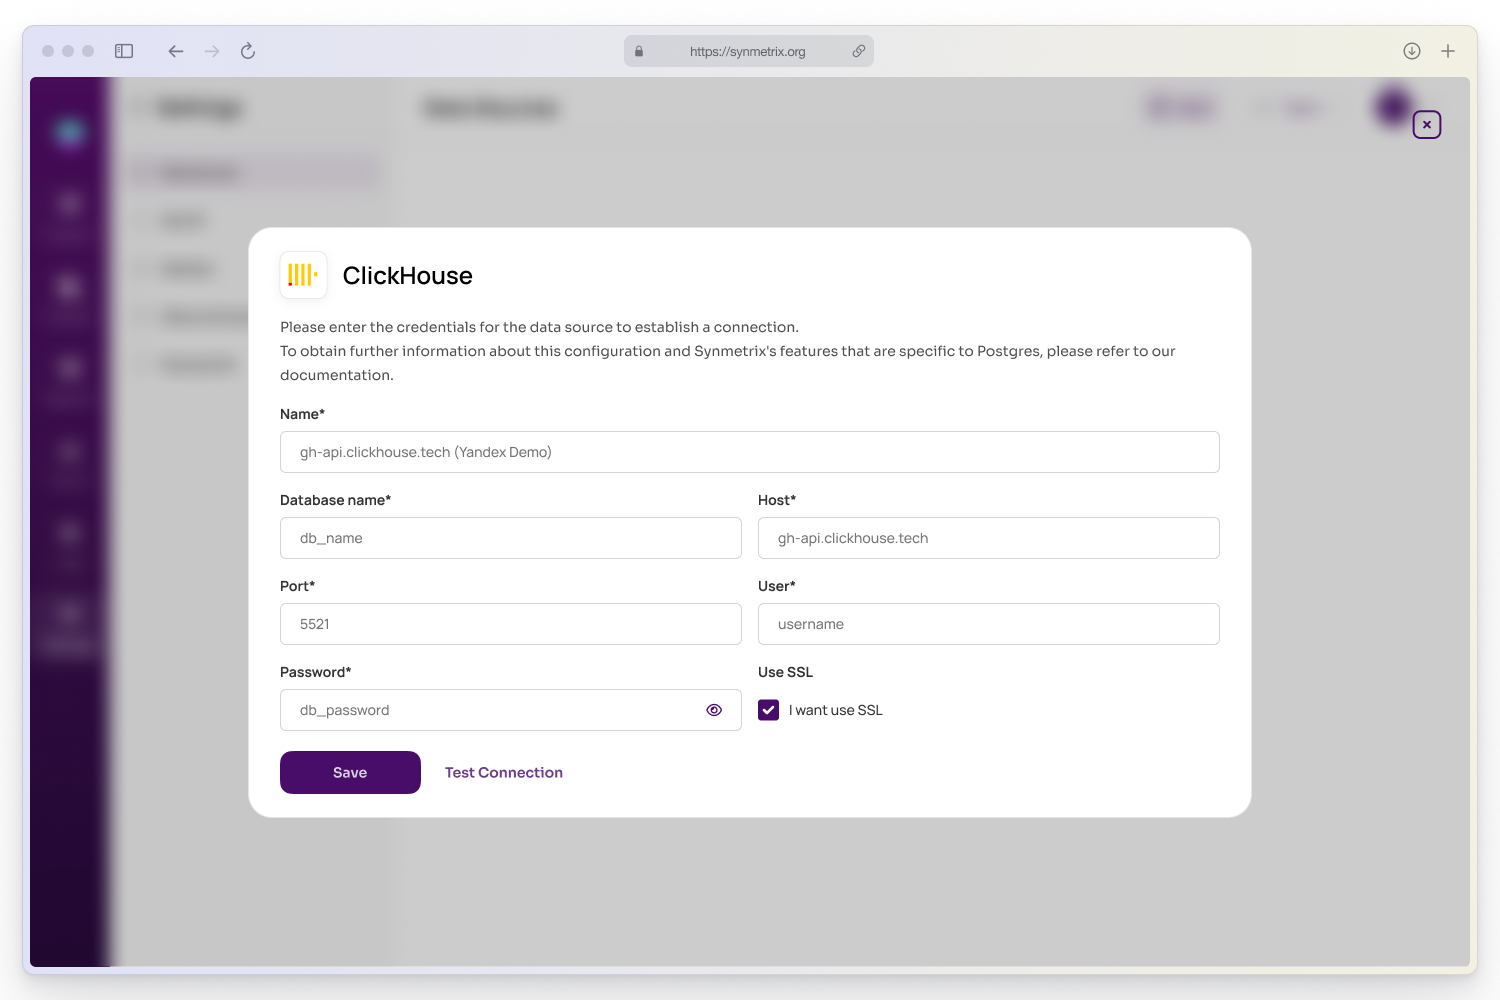 https://synmetrix.org
ClickHouse
Please enter the credentials for the data source to establish a connection.
To obtain further information about this configuration and Synmetrix's features that are specific to Postgres, please refer to our
documentation.
Name*
gh-api.clickhouse.tech (Yandex Demo)
Database name*
Host*
db_name
gh-api.clickhouse.tech
Port*
User*
5521
username
Password*
Use SSL
db_password
I want use SSL
Save
Test Connection